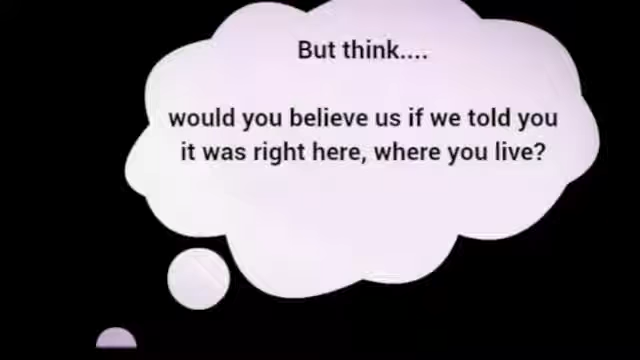 But think....
would you believe us if we told you
it was right here, where you live?